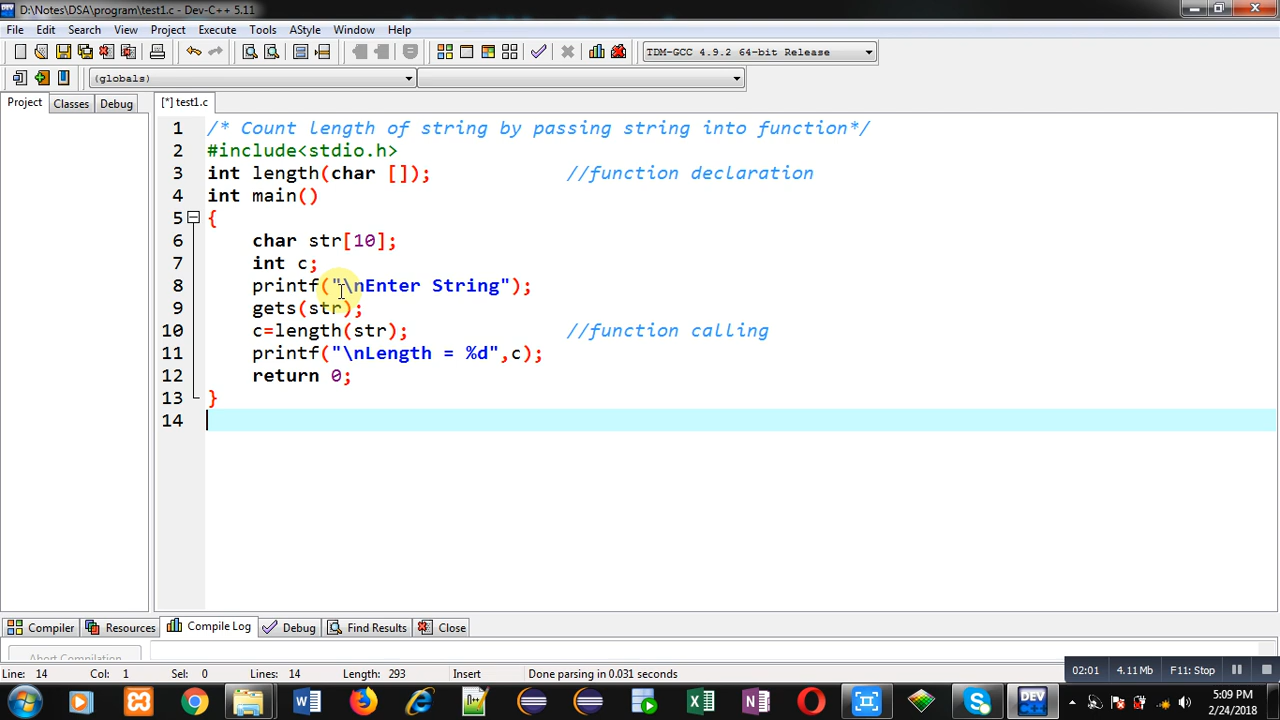 D:\Notes\DSA\program\test1.c - Dev-C++ 5.11
File Edit Search View Project Execute Tools AStyle Window Help
TDM-GCC 4.9.2 64-bit Release
(globals)
Project Classes Debug [*] test1.c
1 /* Count length of string by passing string into function*/
2 #include<stdio.h>
3 int length(char []); //function declaration
4 int main()
5 {
6 char str[10];
7 int c;
8 printf("\nEnter String");
9 gets(str);
10 c=length(str); //function calling
11 printf("\nLength = %d",c);
12 return 0;
13 }
14
Compiler Resources Compile Log Debug Find Results Close
Abort Compilation
Line: 14 Col: 1 Sel: 0 Lines: 14 Length: 293 Insert Done parsing in 0.031 seconds
02:01 4.11 Mb F11: Stop
DEV
5:09 PM
2/24/2018